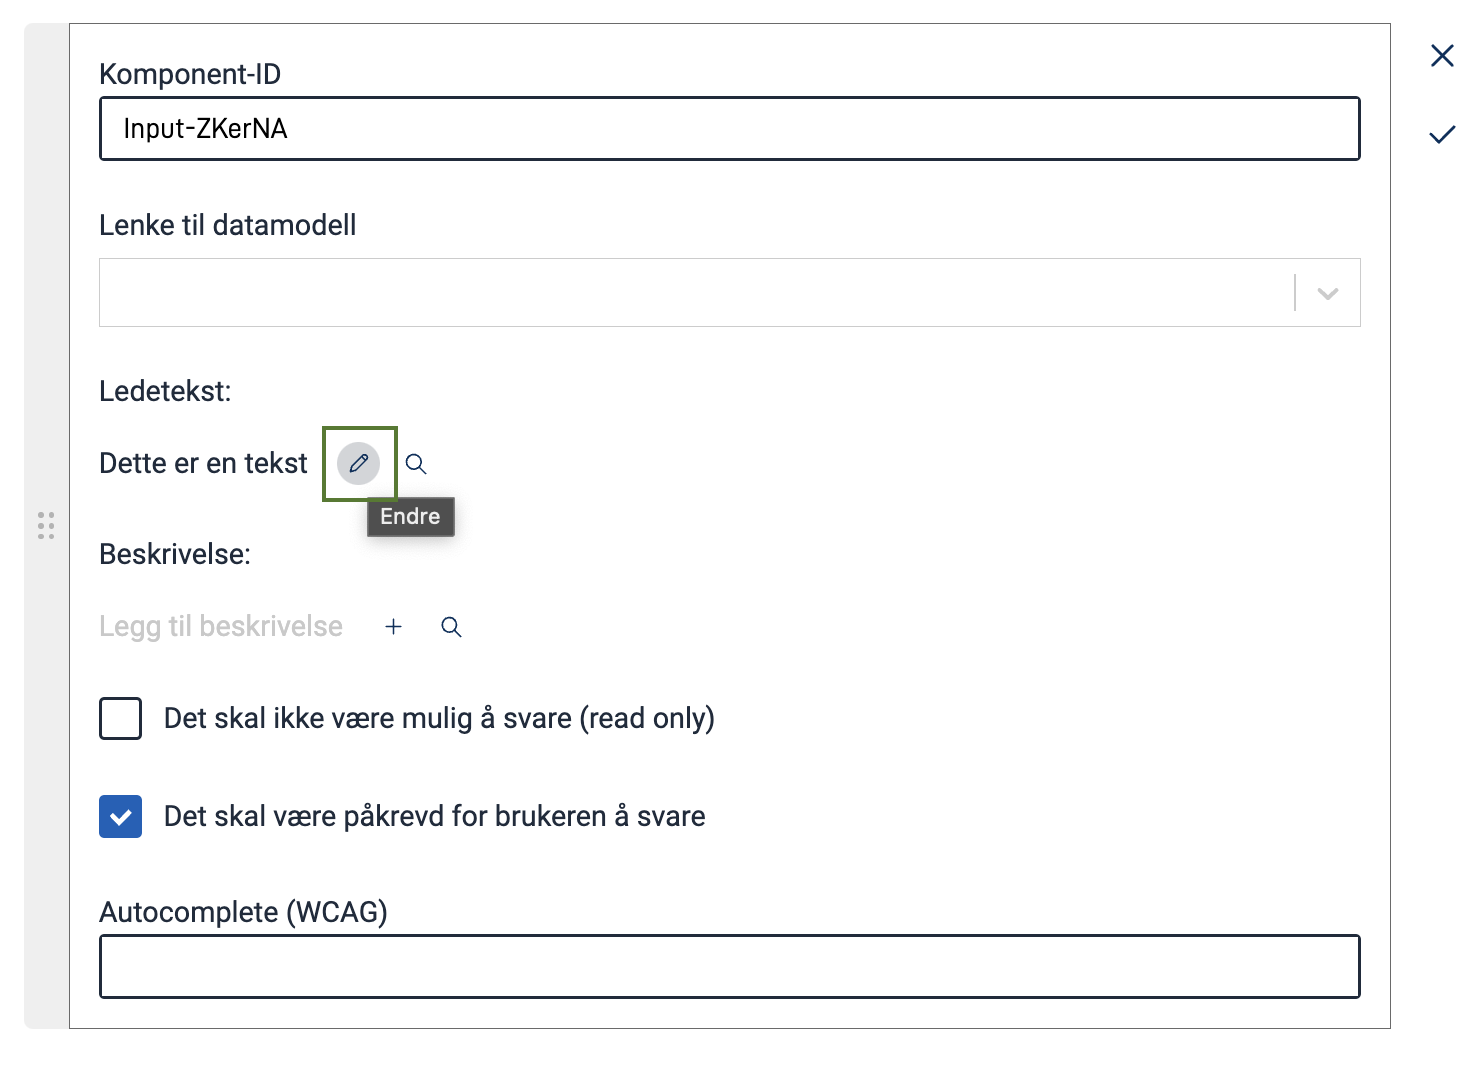 Komponent-ID
Input-ZKerNA
Lenke til datamodell
Ledetekst:
Dette er en tekst
Endre
Beskrivelse:
Legg til beskrivelse
Det skal ikke være mulig å svare (read only)
Det skal være påkrevd for brukeren å svare
Autocomplete (WCAG)